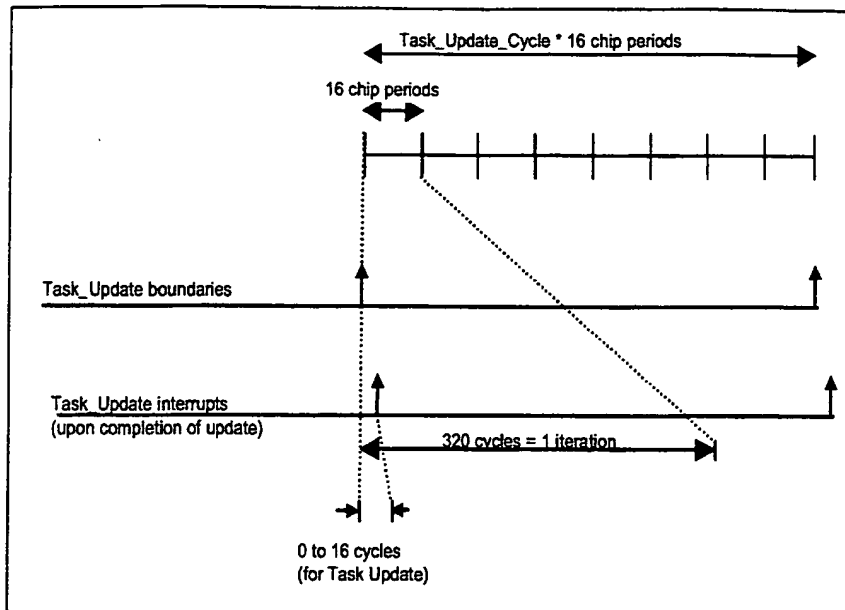 Task_Update_Cycle * 16 chip periods
16 chip periods
Task_Update boundaries
Task_Update interrupts
(upon completion of update)
320 cycles = 1 iteration
0 to 16 cycles
(for Task Update)